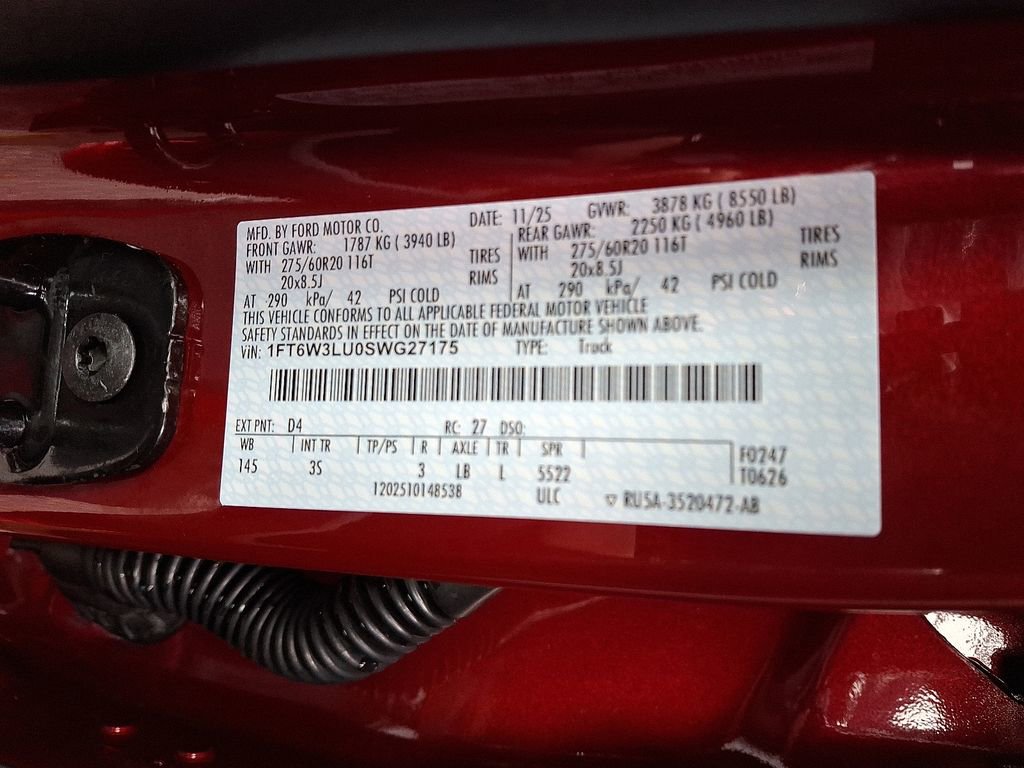 MFD. BY FORD MOTOR CO. DATE: 11/25 GVWR: 3878 KG ( 8550 LB)
FRONT GAWR: 1787 KG ( 3940 LB) REAR GAWR: 2250 KG ( 4960 LB)
WITH 275/60R20 116T TIRES WITH 275/60R20 116T TIRES
20x8.5J RIMS 20x8.5J RIMS
AT 290 kPa/ 42 PSI COLD AT 290 kPa/ 42 PSI COLD
THIS VEHICLE CONFORMS TO ALL APPLICABLE FEDERAL MOTOR VEHICLE
SAFETY STANDARDS IN EFFECT ON THE DATE OF MANUFACTURE SHOWN ABOVE.
VIN: 1FT6W3LU0SWG27175 TYPE: Truck
EXT PNT: D4 RC: 27 DSO:
WB INT TR TP/PS R AXLE TR SPR F0247
145 3S 3 LB L 5522 T0626
1202510148538 ULC ▽ RU5A-3520472-AB